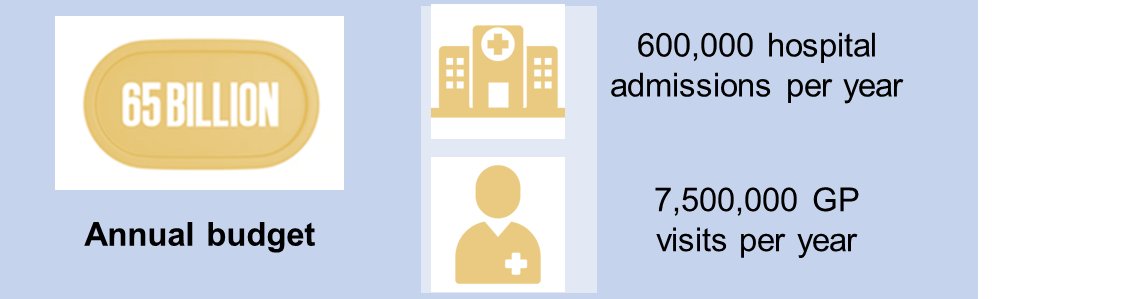 65 BILLION
Annual budget
600,000 hospital
admissions per year
7,500,000 GP
visits per year